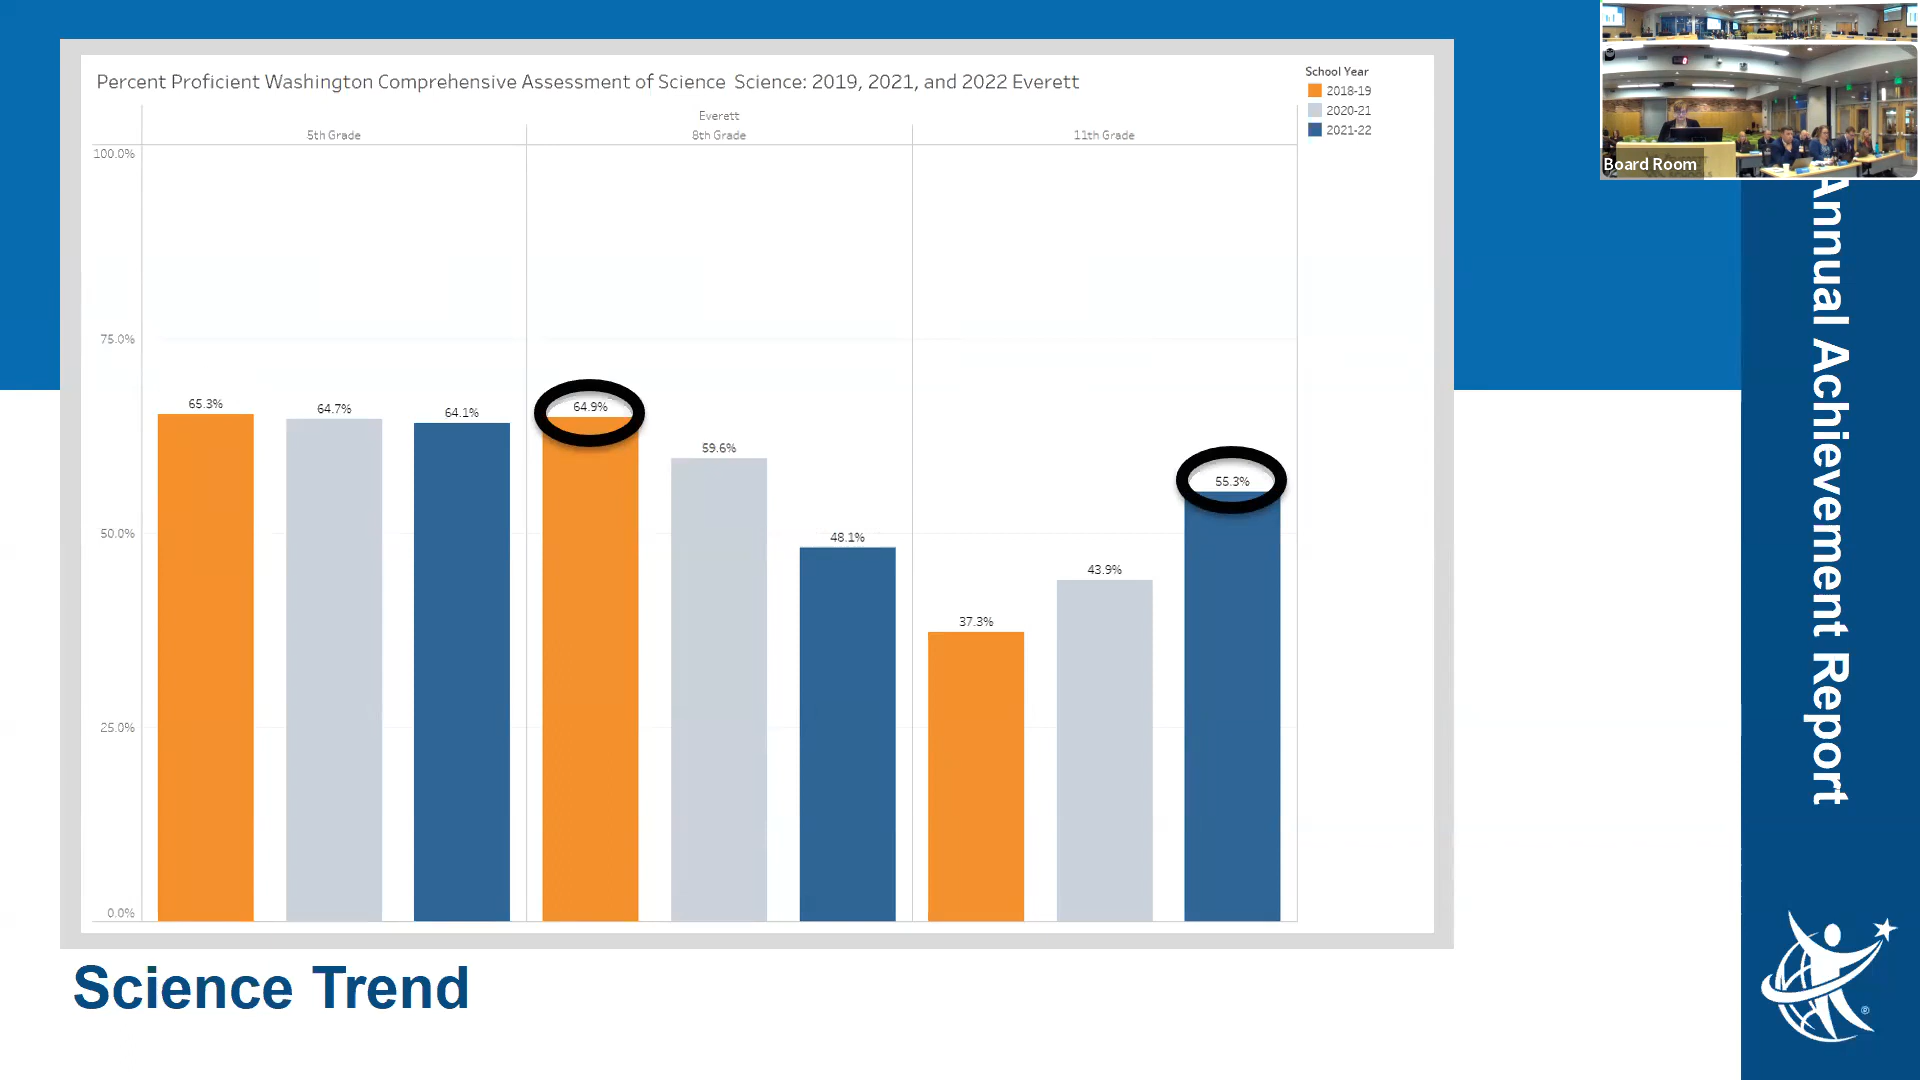 Percent Proficient Washington Comprehensive Assessment of Science Science: 2019, 2021, and 2022 Everett
School Year
2018-19
2020-21
2021-22
Everett
5th Grade
8th Grade
11th Grade
100.0%
75.0%
50.0%
25.0%
0.0%
65.3%
64.7%
64.1%
64.9%
59.6%
48.1%
37.3%
43.9%
55.3%
Science Trend
Board Room
Annual Achievement Report
®